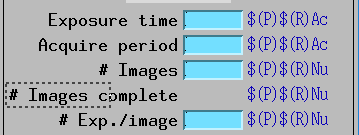 Exposure time $(P)$(R)Ac
Acquire period $(P)$(R)Ac
# Images $(P)$(R)Nu
# Images complete $(P)$(R)Nu
# Exp./image $(P)$(R)Nu